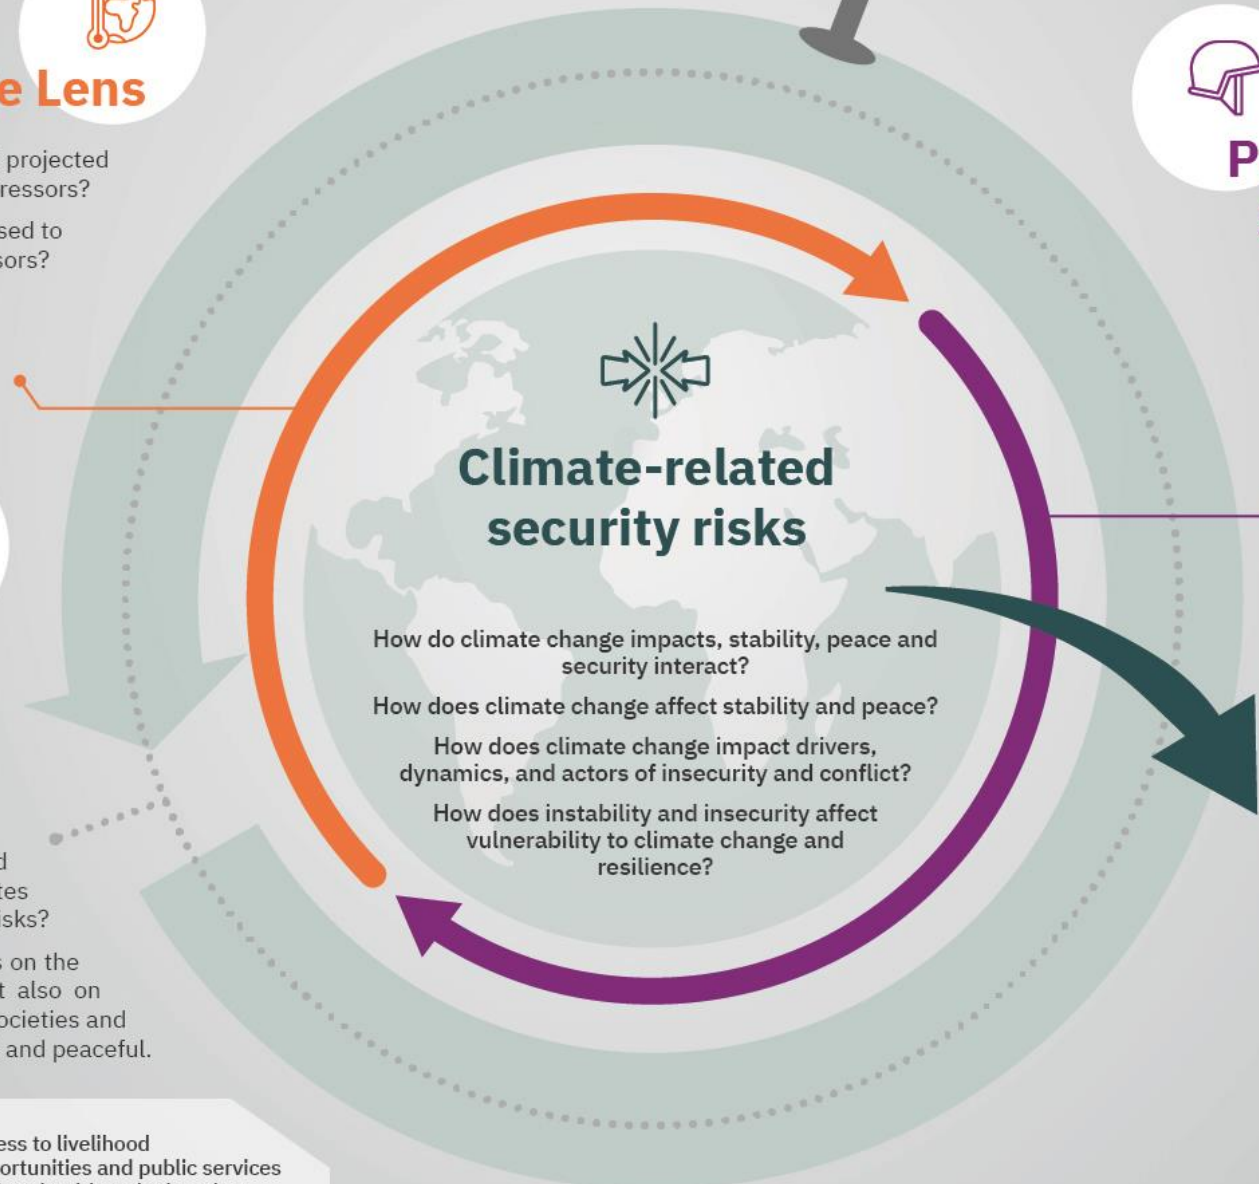 e Lens
projected
ressors?
sed to
sors?
P
Climate-related
security risks
How do climate change impacts, stability, peace and
security interact?
How does climate change affect stability and peace?
How does climate change impact drivers,
dynamics, and actors of insecurity and conflict?
How does instability and insecurity affect
vulnerability to climate change and
resilience?
d
tes
isks?
s on the
t also on
ocieties and
and peaceful.
ess to livelihood
ortunities and public services